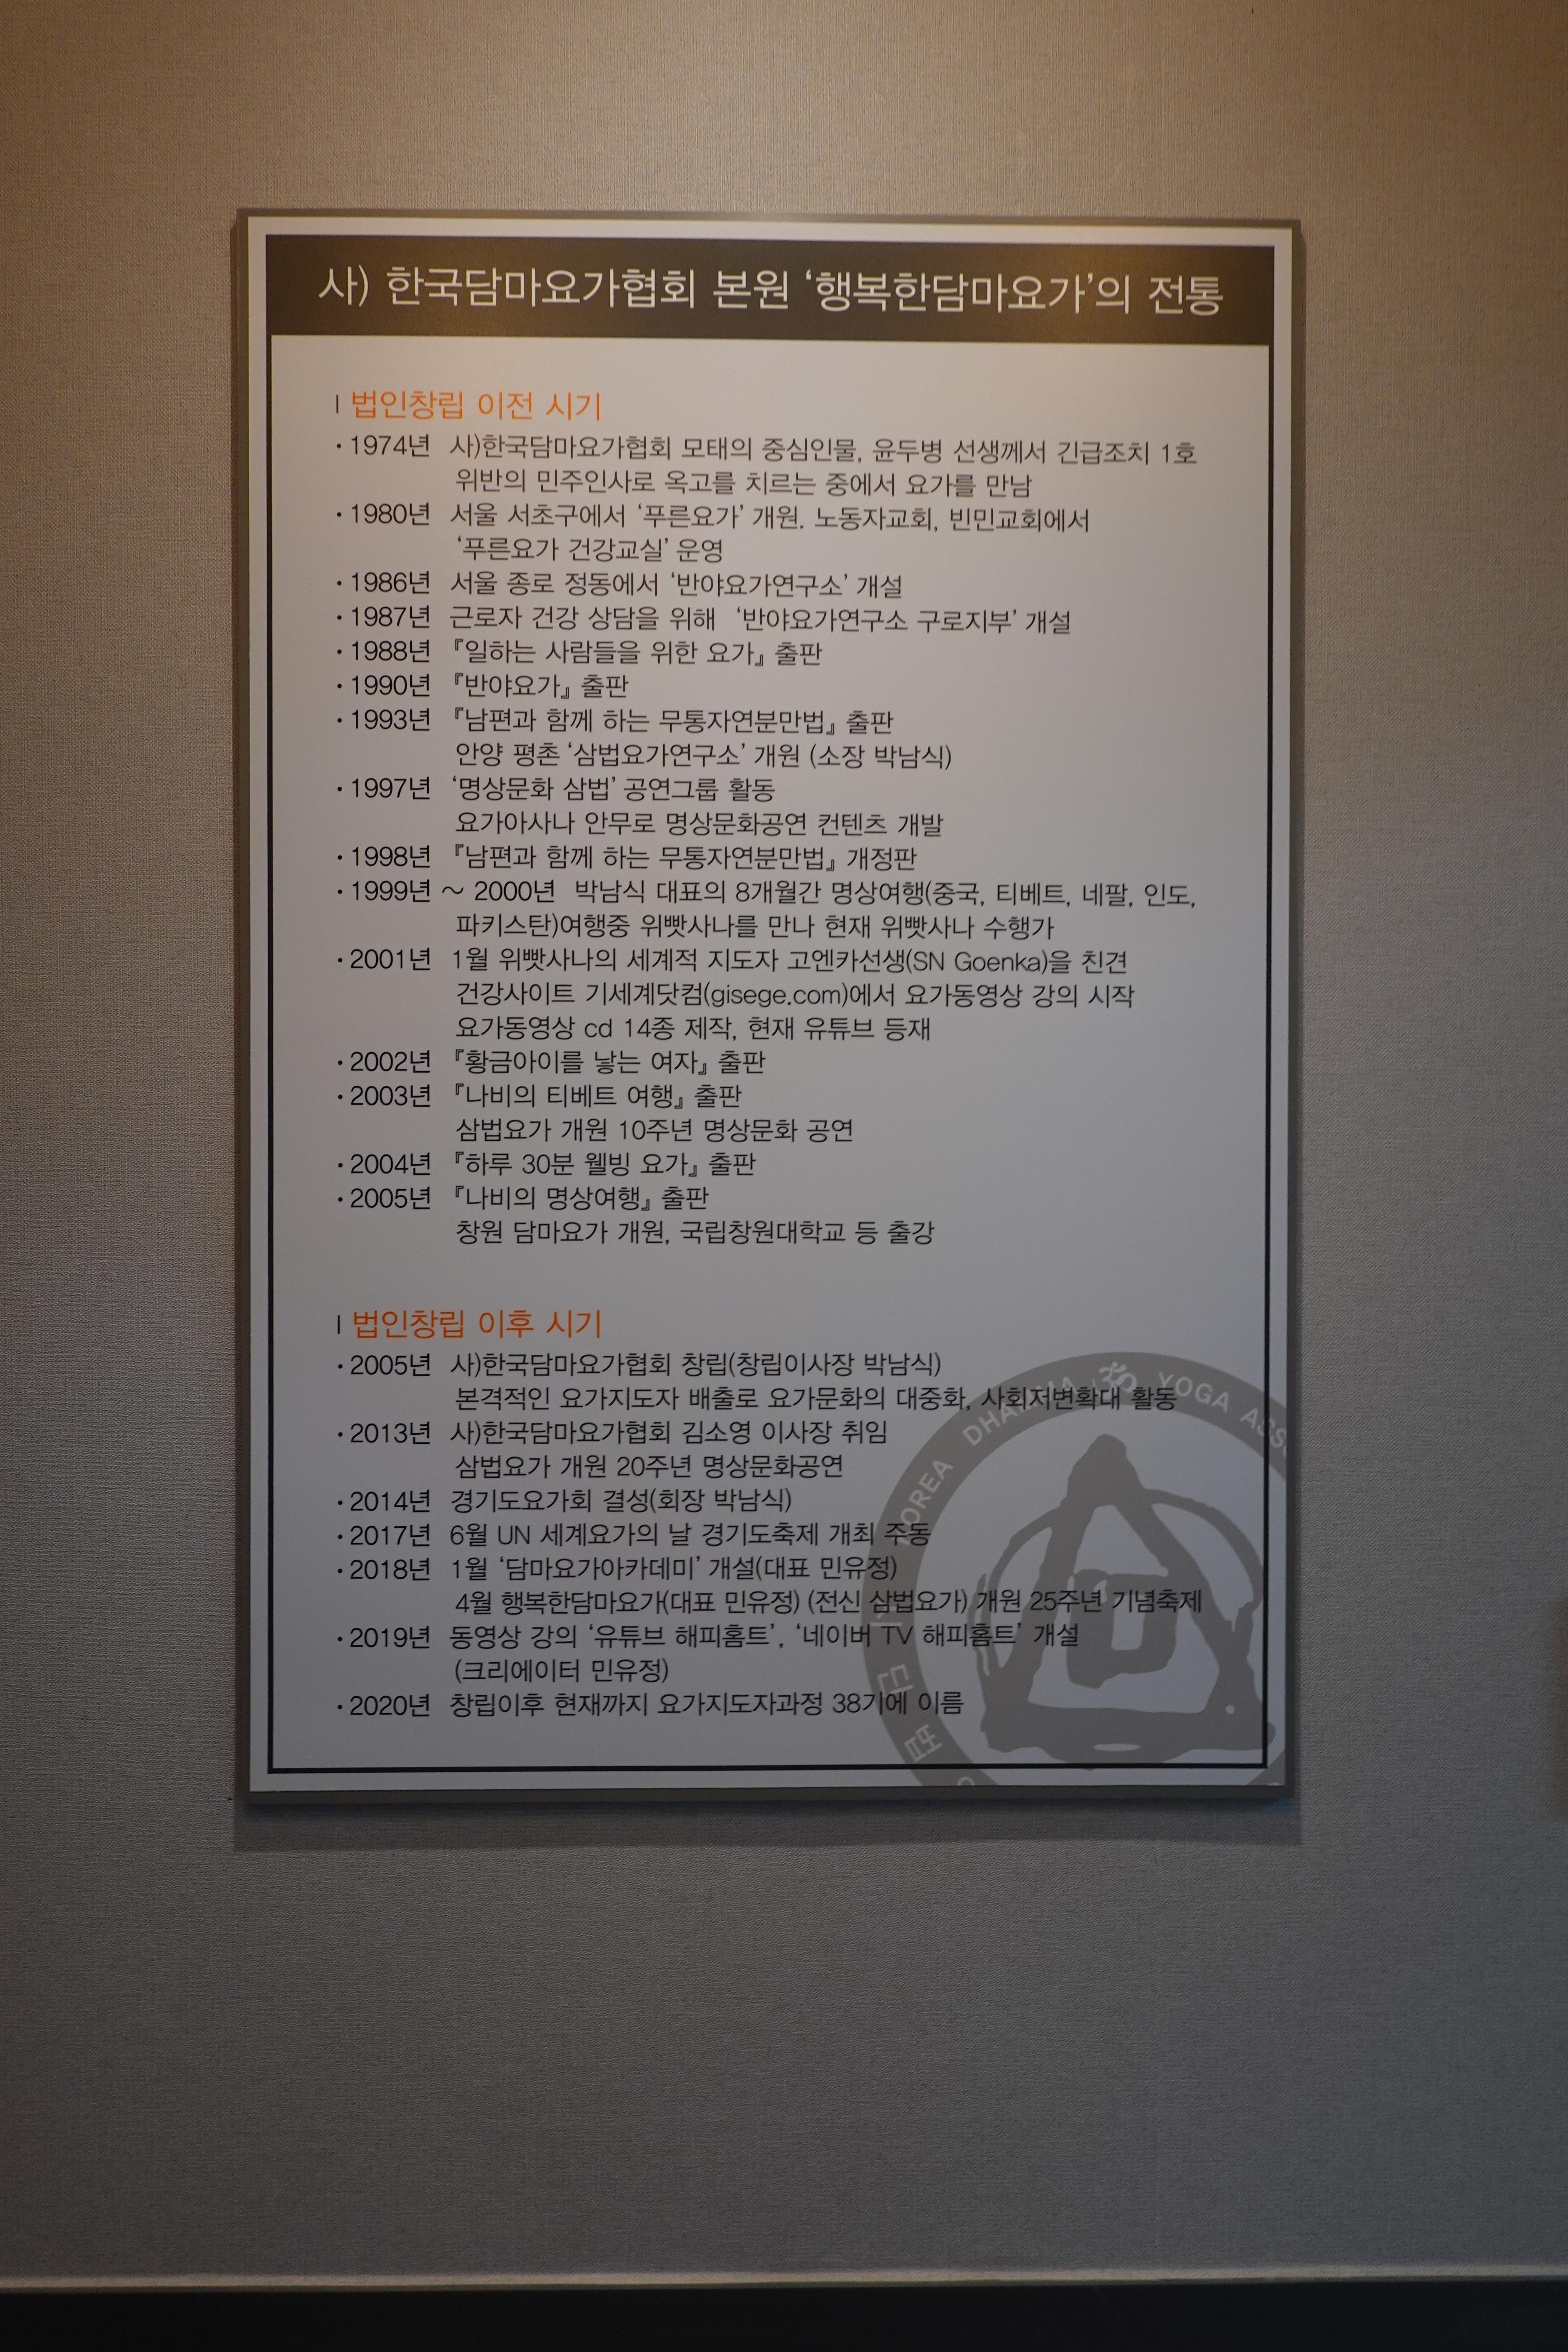 사) 한국담마요가협회 본원 ‘행복한담마요가’의 전통
ㅣ법인창립 이전 시기
· 1974년 사)한국담마요가협회 모태의 중심인물, 윤두병 선생께서 긴급조치 1호
위반의 민주인사로 옥고를 치르는 중에서 요가를 만남
· 1980년 서울 서초구에서 ‘푸른요가’ 개원. 노동자교회, 빈민교회에서
‘푸른요가 건강교실’ 운영
· 1986년 서울 종로 정동에서 ‘반야요가연구소’ 개설
· 1987년 근로자 건강 상담을 위해 ‘반야요가연구소 구로지부’ 개설
· 1988년 『일하는 사람들을 위한 요가』 출판
· 1990년 『반야요가』 출판
· 1993년 『남편과 함께 하는 무통자연분만법』 출판
안양 평촌 ‘삼법요가연구소’ 개원 (소장 박남식)
· 1997년 ‘명상문화 삼법’ 공연그룹 활동
요가아사나 안무로 명상문화공연 컨텐츠 개발
· 1998년 『남편과 함께 하는 무통자연분만법』 개정판
· 1999년 ~ 2000년 박남식 대표의 8개월간 명상여행(중국, 티베트, 네팔, 인도,
파키스탄)여행중 위빳사나를 만나 현재 위빳사나 수행가
· 2001년 1월 위빳사나의 세계적 지도자 고엔카선생(SN Goenka)을 친견
건강사이트 기세계닷컴(gisege.com)에서 요가동영상 강의 시작
요가동영상 cd 14종 제작, 현재 유튜브 등재
· 2002년 『황금아이를 낳는 여자』 출판
· 2003년 『나비의 티베트 여행』 출판
삼법요가 개원 10주년 명상문화 공연
· 2004년 『하루 30분 웰빙 요가』 출판
· 2005년 『나비의 명상여행』 출판
창원 담마요가 개원, 국립창원대학교 등 출강
ㅣ법인창립 이후 시기
· 2005년 사)한국담마요가협회 창립(창립이사장 박남식)
본격적인 요가지도자 배출로 요가문화의 대중화, 사회저변확대 활동
· 2013년 사)한국담마요가협회 김소영 이사장 취임
삼법요가 개원 20주년 명상문화공연
· 2014년 경기도요가회 결성(회장 박남식)
· 2017년 6월 UN 세계요가의 날 경기도축제 개최 주동
· 2018년 1월 ‘담마요가아카데미’ 개설(대표 민유정)
4월 행복한담마요가(대표 민유정) (전신 삼법요가) 개원 25주년 기념축제
· 2019년 동영상 강의 ‘유튜브 해피홈트’, ‘네이버 TV 해피홈트’ 개설
(크리에이터 민유정)
· 2020년 창립이후 현재까지 요가지도자과정 38기에 이름
KOREA DHAMMA ॐ YOGA